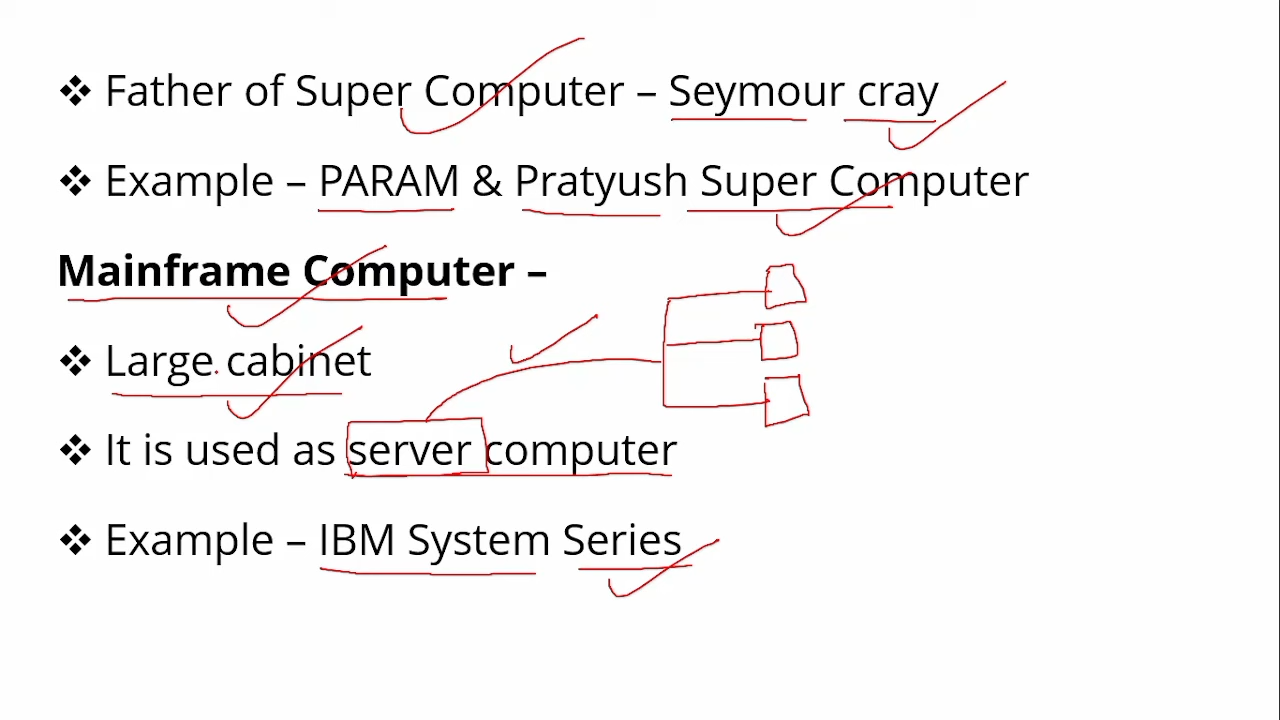 ❖ Father of Super Computer – Seymour cray
❖ Example – PARAM & Pratyush Super Computer
Mainframe Computer –
❖ Large cabinet
❖ It is used as server computer
❖ Example – IBM System Series